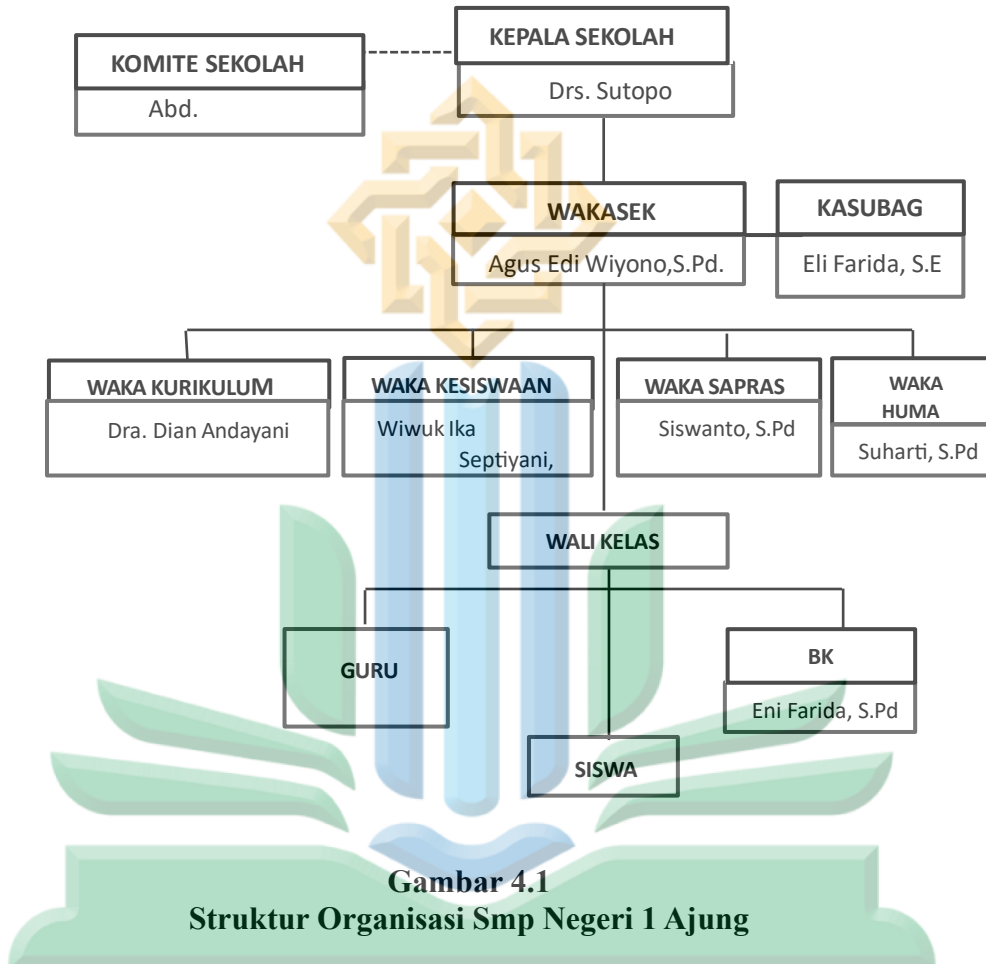 KEPALA SEKOLAH
Drs. Sutopo
KOMITE SEKOLAH
Abd.
WAKASEK
Agus Edi Wiyono,S.Pd.
KASUBAG
Eli Farida, S.E
WAKA KURIKULUM
Dra. Dian Andayani
WAKA KESISWAAN
Wiwuk Ika
Septiyani,
WAKA SAPRAS
Siswanto, S.Pd
WAKA
HUMA
Suharti, S.Pd
WALI KELAS
GURU
BK
Eni Farida, S.Pd
SISWA
Gambar 4.1
Struktur Organisasi Smp Negeri 1 Ajung